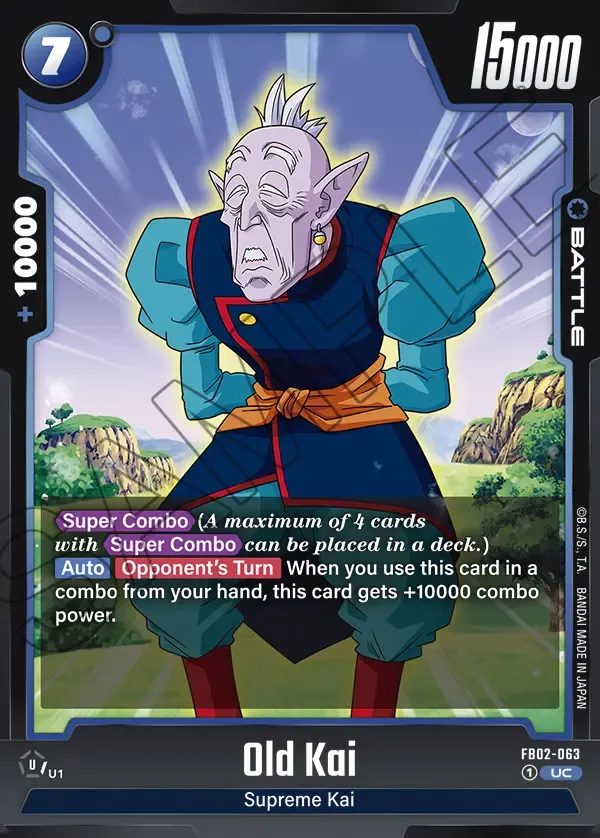 7
15000
+ 10000
BATTLE
SAMPLE
Super Combo (A maximum of 4 cards
with Super Combo can be placed in a deck.)
Auto Opponent's Turn When you use this card in a
combo from your hand, this card gets +10000 combo
power.
©B.S./S., T.A. BANDAI MADE IN JAPAN
U/U1
Old Kai
FB02-063
1 UC
Supreme Kai